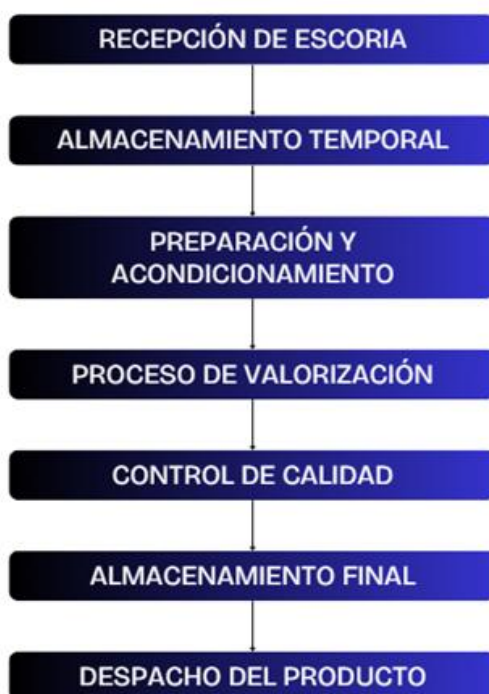 RECEPCIÓN DE ESCORIA
ALMACENAMIENTO TEMPORAL
PREPARACIÓN Y
ACONDICIONAMIENTO
PROCESO DE VALORIZACIÓN
CONTROL DE CALIDAD
ALMACENAMIENTO FINAL
DESPACHO DEL PRODUCTO